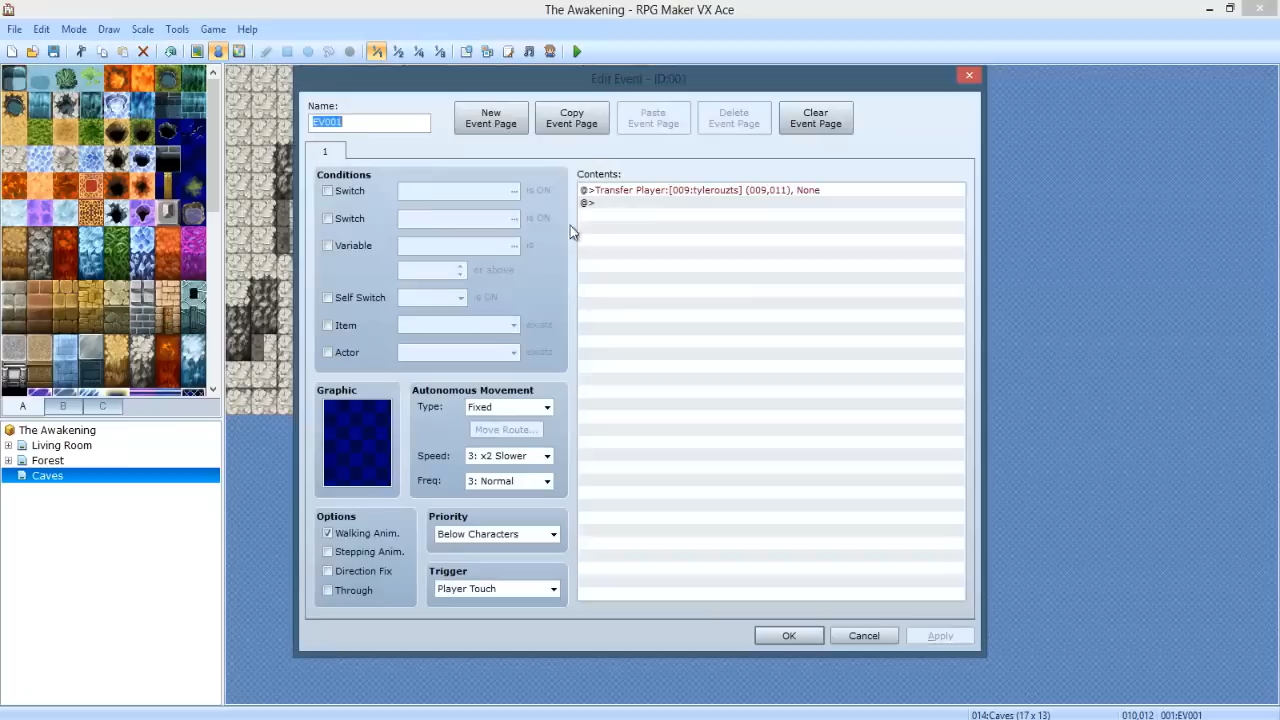 The Awakening - RPG Maker VX Ace
File Edit Mode Draw Scale Tools Game Help
Edit Event - ID:001
Name:
EV001
New Event Page
Copy Event Page
Paste Event Page
Delete Event Page
Clear Event Page
1
Conditions
Switch ... is ON
Switch ... is ON
Variable ... is
or above
Self Switch is ON
Item exists
Actor exists
Graphic
Autonomous Movement
Type: Fixed
Move Route...
Speed: 3: x2 Slower
Freq: 3: Normal
Options
Walking Anim.
Stepping Anim.
Direction Fix
Through
Priority
Below Characters
Trigger
Player Touch
Contents:
@>Transfer Player:[009:tylerouzts] (009,011), None
@>
OK Cancel Apply
A B C
The Awakening
Living Room
Forest
Caves
014:Caves (17 x 13) 010,012 001:EV001